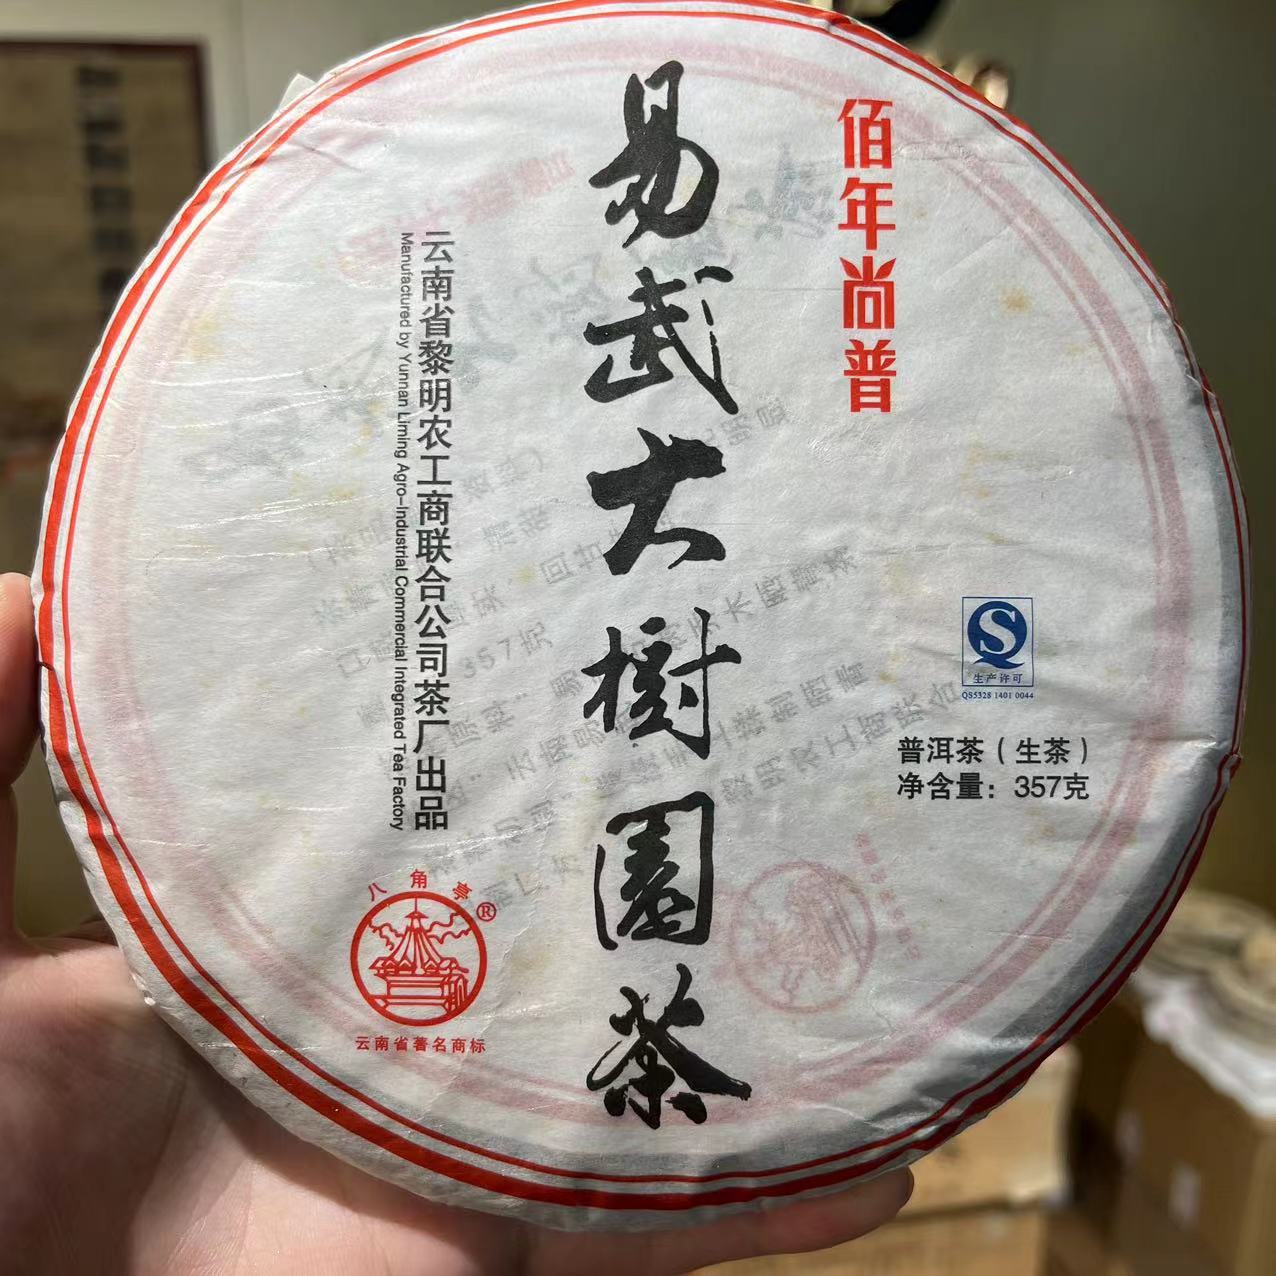 佰年尚普
易武大樹園茶
云南省黎明农工商联合公司茶厂出品
Manufactured by Yunnan Liming Agro-Industrial Commercial Integrated Tea Factory
八角亭®
云南省著名商标
生产许可
QS5328 1401 0044
普洱茶（生茶）
净含量：357克